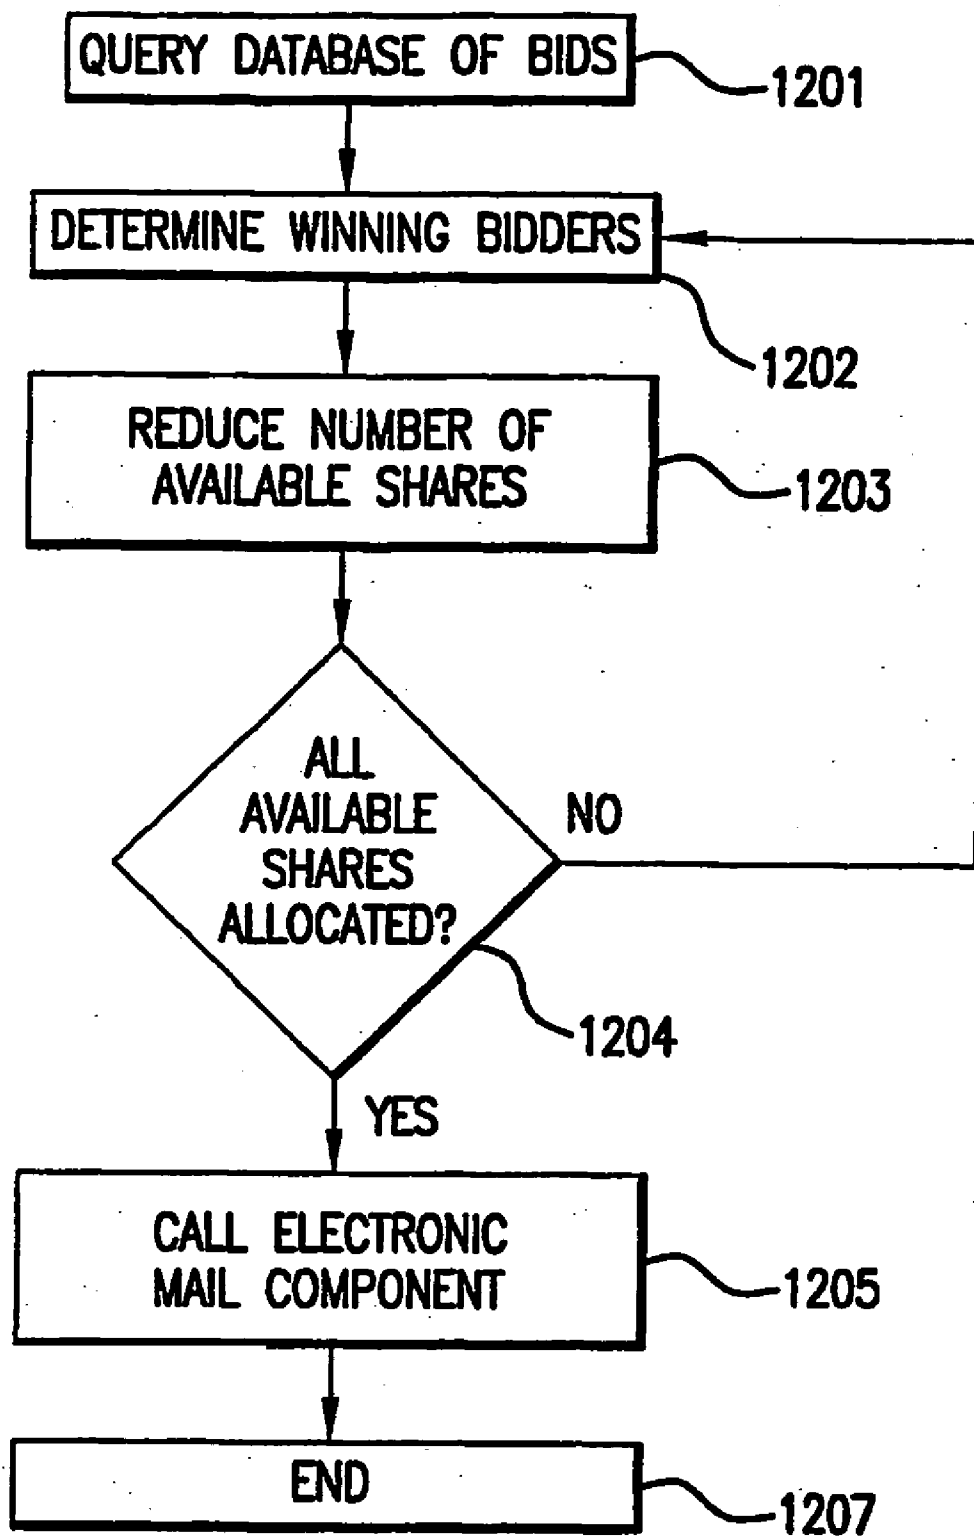 QUERY DATABASE OF BIDS
1201
DETERMINE WINNING BIDDERS
1202
REDUCE NUMBER OF
AVAILABLE SHARES
1203
ALL
AVAILABLE
SHARES
ALLOCATED?
NO
1204
YES
CALL ELECTRONIC
MAIL COMPONENT
1205
END
1207